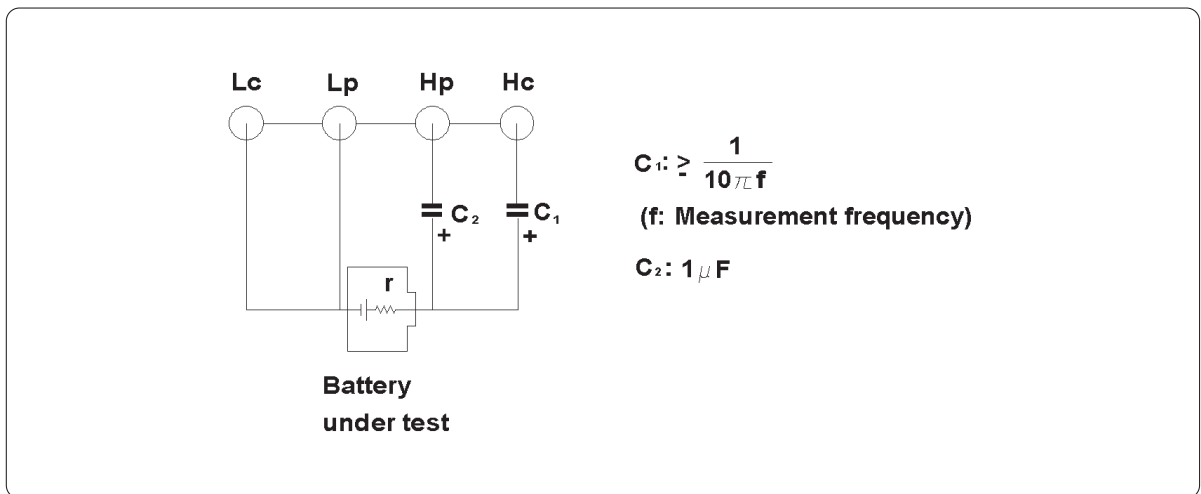 Lc Lp Hp Hc
C₁: ≥ 1
10πf
(f: Measurement frequency)
C₂ C₁
+ +
C₂: 1μF
r
Battery
under test